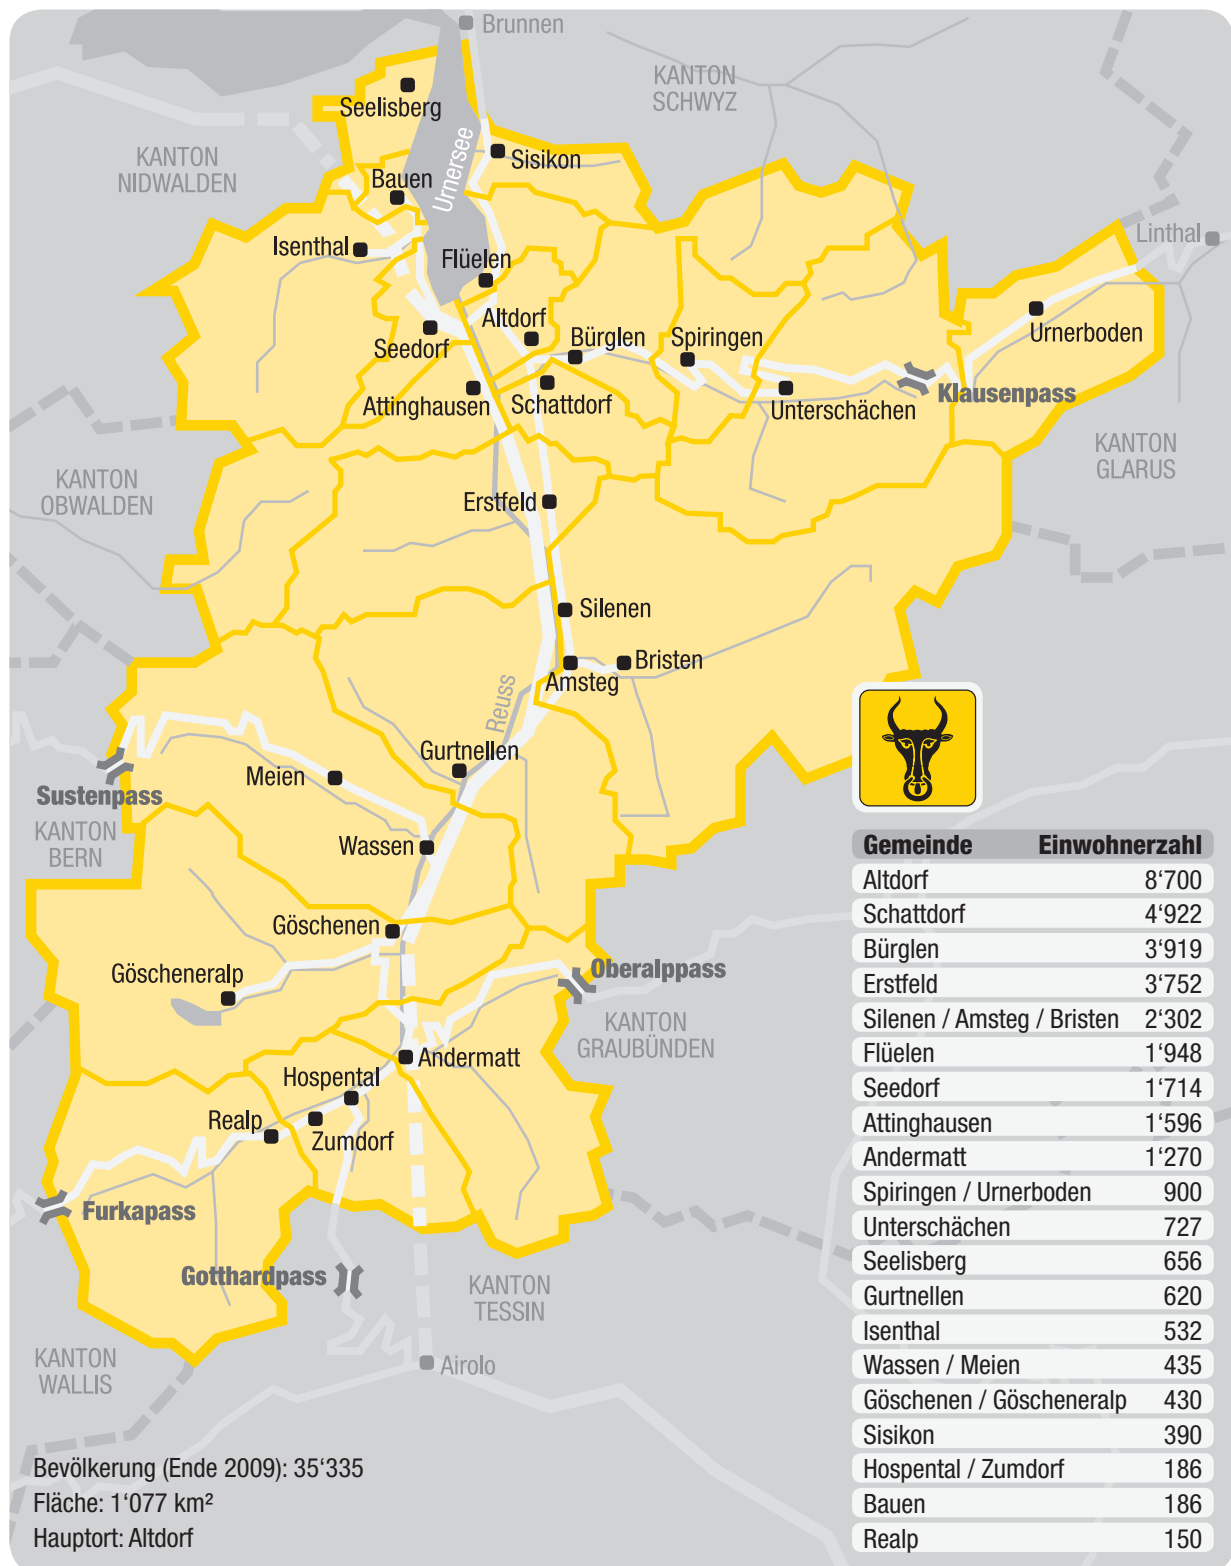 Brunnen
KANTON
SCHWYZ
Seelisberg
KANTON
NIDWALDEN
Urnersee
Sisikon
Bauen
Isenthal
Flüelen
Linthal
Altdorf
Seedorf
Bürglen
Spiringen
Urnerboden
Attinghausen
Schattdorf
Unterschächen
Klausenpass
KANTON
GLARUS
KANTON
OBWALDEN
Erstfeld
Silenen
Bristen
Amsteg
Reuss
Gurtnellen
Meien
Sustenpass
KANTON
BERN
Wassen
Göschenen
Göscheneralp
Oberalppass
KANTON
GRAUBÜNDEN
Andermatt
Hospental
Realp
Zumdorf
Furkapass
Gotthardpass
KANTON
TESSIN
KANTON
WALLIS
Airolo
Gemeinde Einwohnerzahl
Altdorf 8‘700
Schattdorf 4‘922
Bürglen 3‘919
Erstfeld 3‘752
Silenen / Amsteg / Bristen 2‘302
Flüelen 1‘948
Seedorf 1‘714
Attinghausen 1‘596
Andermatt 1‘270
Spiringen / Urnerboden 900
Unterschächen 727
Seelisberg 656
Gurtnellen 620
Isenthal 532
Wassen / Meien 435
Göschenen / Göscheneralp 430
Sisikon 390
Hospental / Zumdorf 186
Bauen 186
Realp 150
Bevölkerung (Ende 2009): 35‘335
Fläche: 1‘077 km²
Hauptort: Altdorf